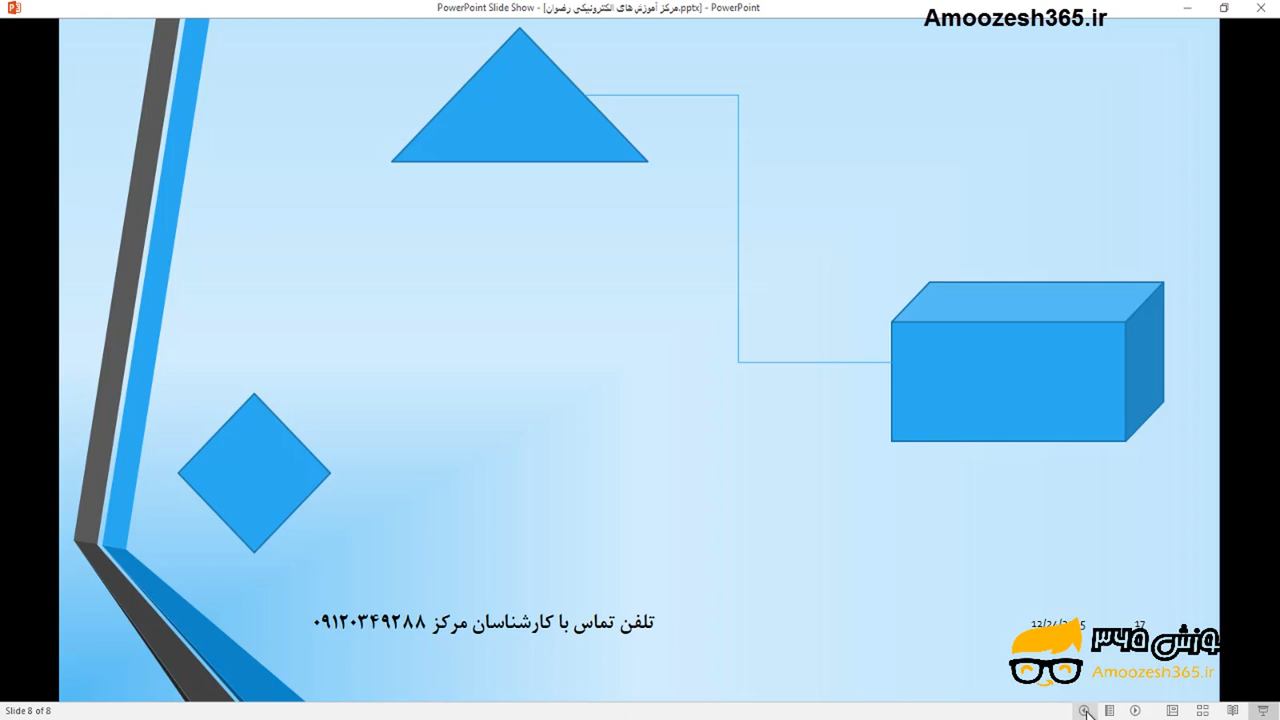 PowerPoint Slide Show - [مرکز آموزش های الکترونیکی رضوان.pptx] - PowerPoint
Amoozesh365.ir
تلفن تماس با کارشناسان مرکز ۰۹۱۲۰۳۴۹۲۸۸
17
۳۶۵
Amoozesh365.ir
Slide 8 of 8